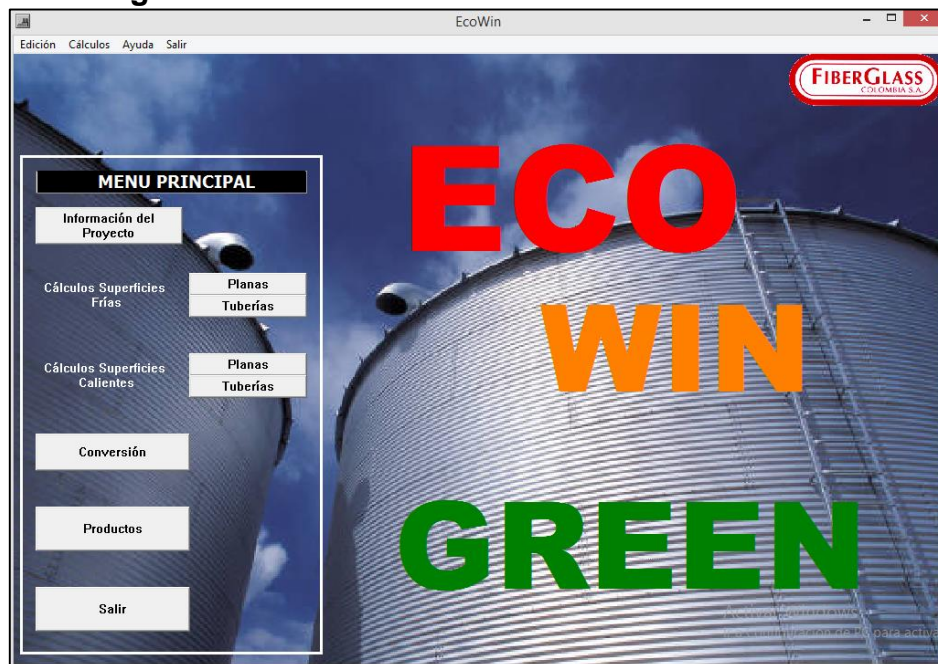 EcoWin
Edición Cálculos Ayuda Salir
FIBERGLASS
COLOMBIA S.A.
MENU PRINCIPAL
Información del
Proyecto
Cálculos Superficies
Frías
Planas
Tuberías
Cálculos Superficies
Calientes
Planas
Tuberías
Conversión
Productos
Salir
ECO
WIN
GREEN